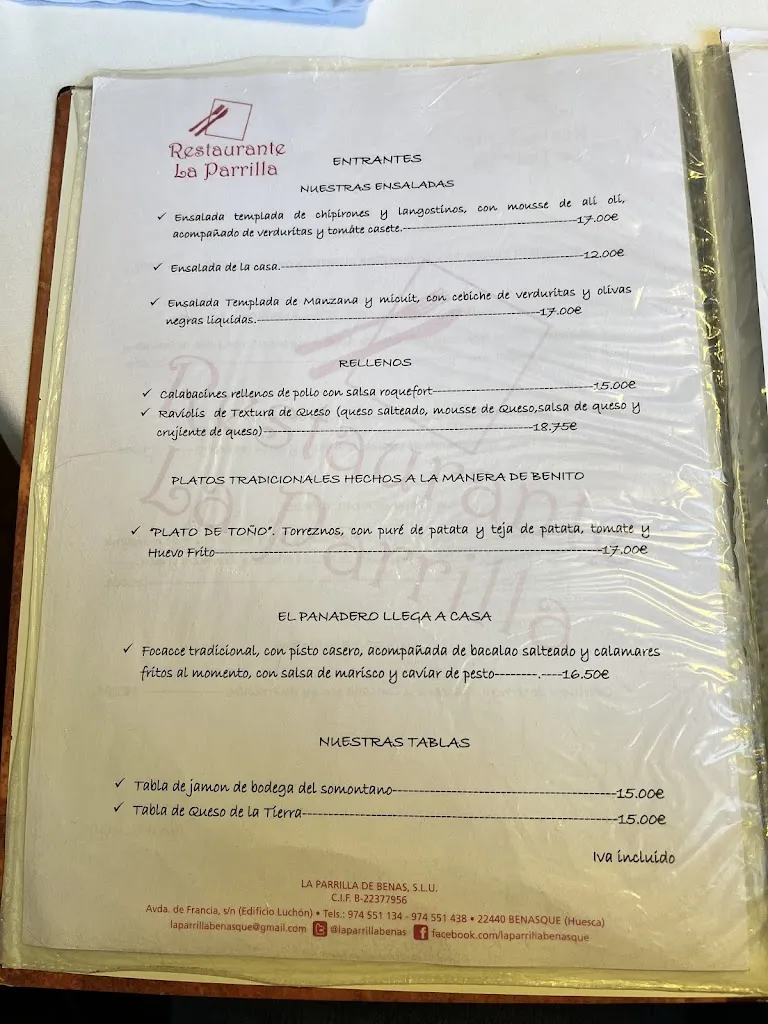 Restaurante
La Parrilla
ENTRANTES
NUESTRAS ENSALADAS
✓ Ensalada templada de chipirones y langostinos, con mousse de ali oli,
acompañado de verduritas y tomate casete.------17.00€
✓ Ensalada de la casa.------12.00€
✓ Ensalada Templada de Manzana y micuit, con cebiche de verduritas y olivas
negras liquidas.------17.00€
RELLENOS
✓ Calabacines rellenos de pollo con salsa roquefort------15.00€
✓ Raviolis de Textura de Queso (queso salteado, mousse de Queso,salsa de queso y
crujiente de queso)------18.75€
PLATOS TRADICIONALES HECHOS A LA MANERA DE BENITO
✓ "PLATO DE TOÑO". Torreznos, con puré de patata y teja de patata, tomate y
Huevo Frito------17.00€
EL PANADERO LLEGA A CASA
✓ Focacce tradicional, con pisto casero, acompañada de bacalao salteado y calamares
fritos al momento, con salsa de marisco y caviar de pesto--------.----16.50€
NUESTRAS TABLAS
✓ Tabla de jamon de bodega del somontano------15.00€
✓ Tabla de Queso de la Tierra------15.00€
Iva incluido
LA PARRILLA DE BENAS, S.L.U.
C.I.F. B-22377956
Avda. de Francia, s/n (Edificio Luchón) • Tels.: 974 551 134 - 974 551 438 • 22440 BENASQUE (Huesca)
laparrillabenasque@gmail.com @laparrillabenas facebook.com/laparrillabenasque